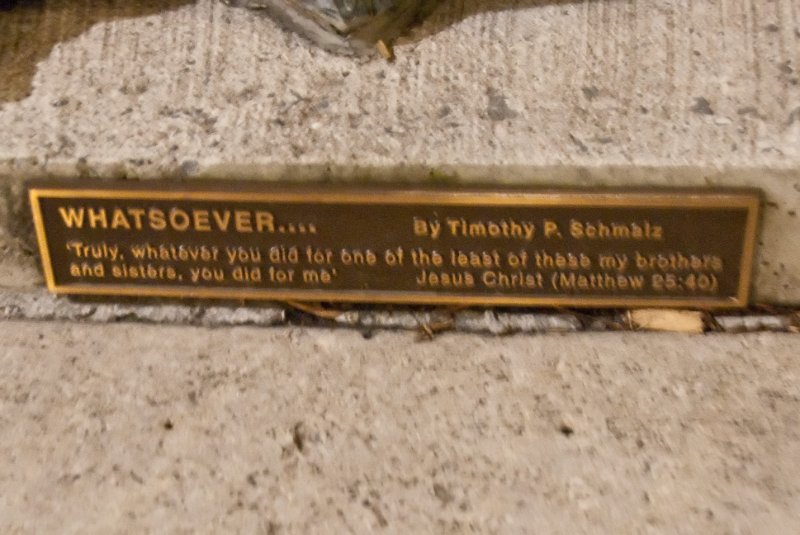 WHATSOEVER.... By Timothy P. Schmalz
'Truly, whatever you did for one of the least of these my brothers
and sisters, you did for me' Jesus Christ (Matthew 25:40)